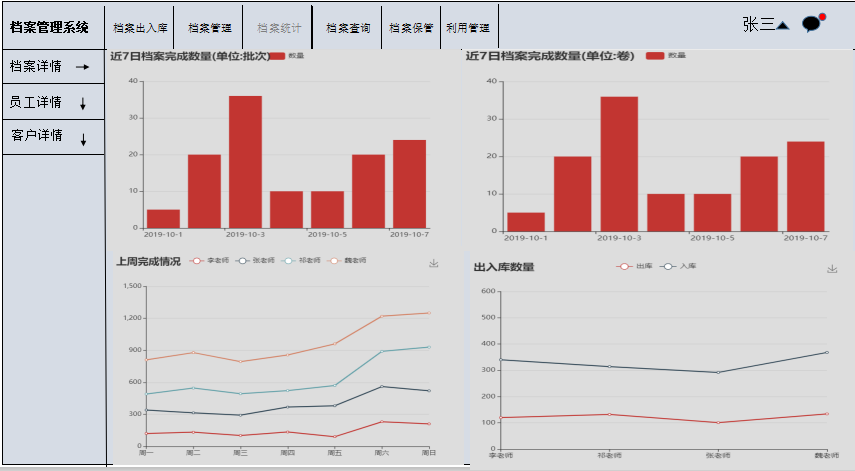 档案管理系统 档案出入库 档案管理 档案统计 档案查询 档案保管 利用管理 张三
档案详情
员工详情
客户详情
近7日档案完成数量(单位:批次) 数量
40
30
20
10
0
2019-10-1 2019-10-3 2019-10-5 2019-10-7
近7日档案完成数量(单位:卷) 数量
40
30
20
10
0
2019-10-1 2019-10-3 2019-10-5 2019-10-7
上周完成情况 李老师 张老师 祁老师 魏老师
1,500
1,200
900
600
300
0
周一 周二 周三 周四 周五 周六 周日
出入库数量 出库 入库
600
500
400
300
200
100
0
李老师 祁老师 张老师 魏老师